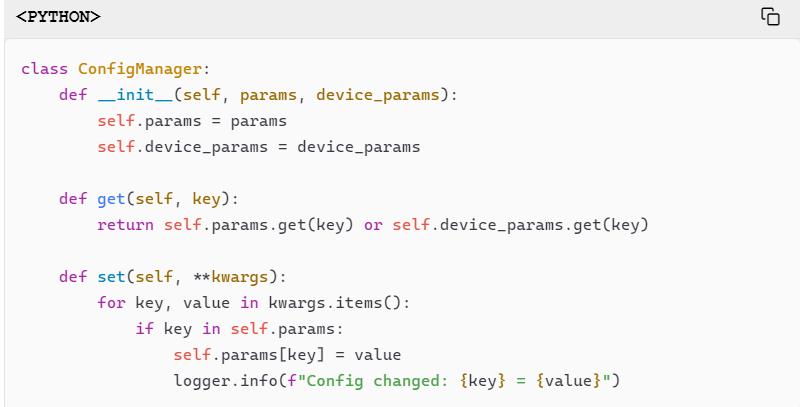 <PYTHON>
class ConfigManager:
    def __init__(self, params, device_params):
        self.params = params
        self.device_params = device_params

    def get(self, key):
        return self.params.get(key) or self.device_params.get(key)

    def set(self, **kwargs):
        for key, value in kwargs.items():
            if key in self.params:
                self.params[key] = value
                logger.info(f"Config changed: {key} = {value}")